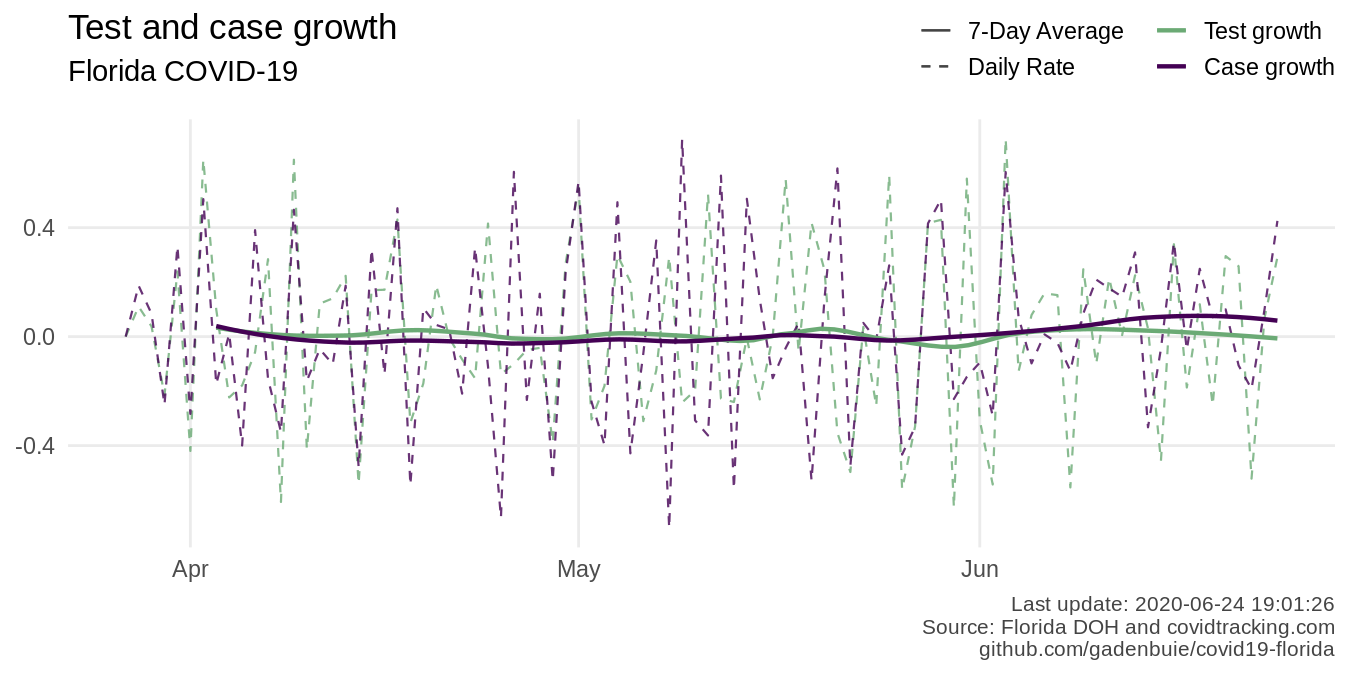 Test and case growth
Florida COVID-19
7-Day Average
Daily Rate
Test growth
Case growth
0.4
0.0
-0.4
Apr
May
Jun
Last update: 2020-06-24 19:01:26
Source: Florida DOH and covidtracking.com
github.com/gadenbuie/covid19-florida